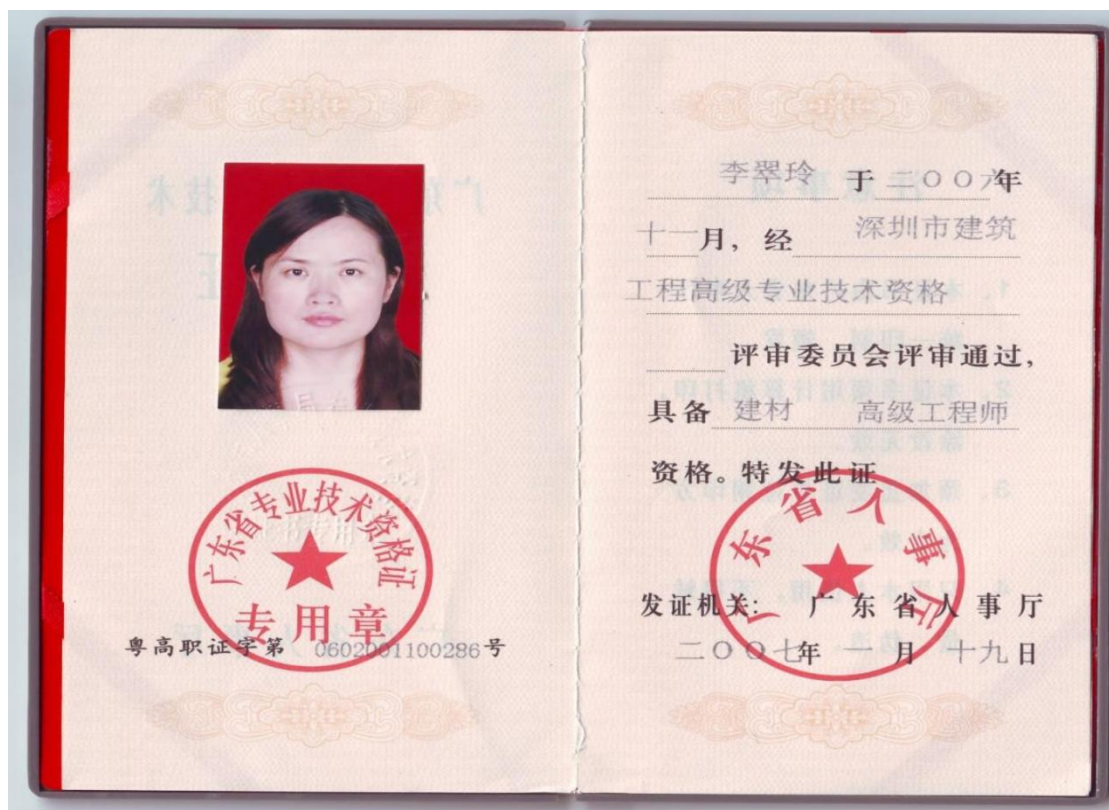 广东省专业技术资格证
专用章
粤高职证字第 0602001100286号
李翠玲 于 二〇〇六年
十一月，经 深圳市建筑
工程高级专业技术资格
评审委员会评审通过，
具备 建材 高级工程师
资格。特发此证
广东省人事厅
发证机关： 广东省人事厅
二〇〇七年 月 十九日